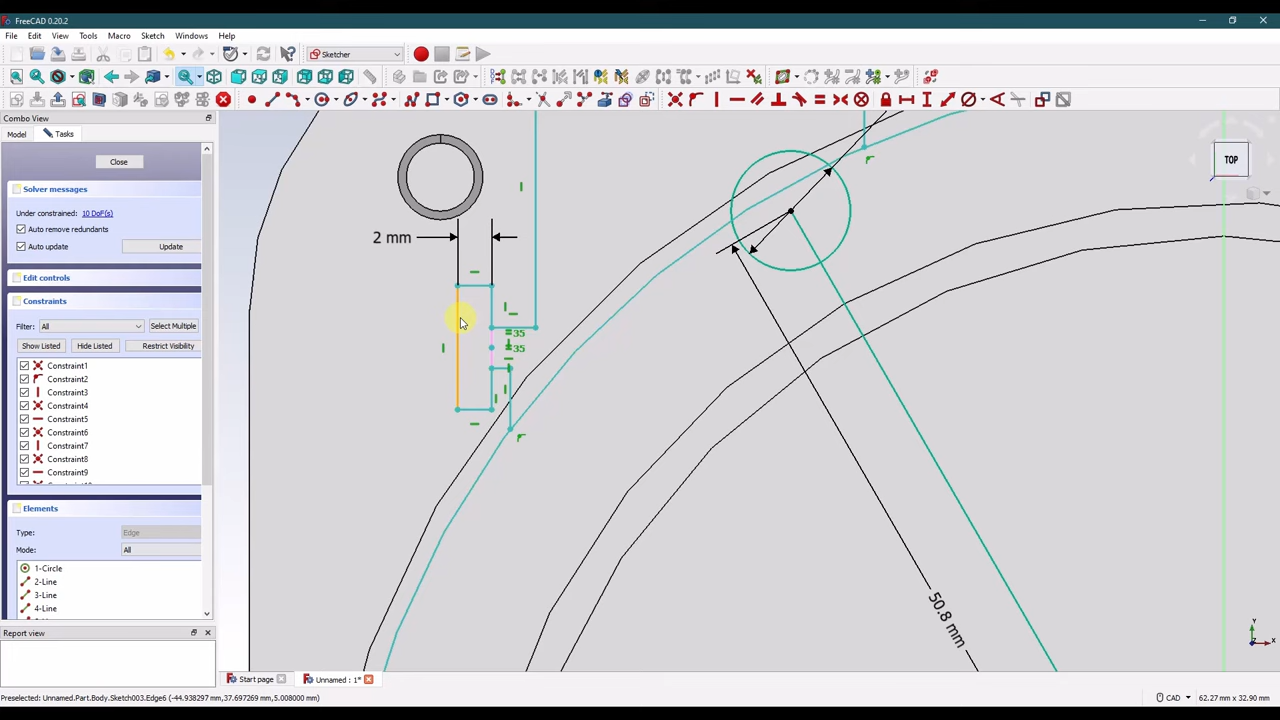 FreeCAD 0.20.2
File Edit View Tools Macro Sketch Windows Help
Sketcher
Combo View
Model Tasks
Close
Solver messages
Under constrained: 10 DoF(s)
Auto remove redundants
Auto update Update
Edit controls
Constraints
Filter: All Select Multiple
Show Listed Hide Listed Restrict Visibility
Constraint1
Constraint2
Constraint3
Constraint4
Constraint5
Constraint6
Constraint7
Constraint8
Constraint9
Elements
Type: Edge
Mode: All
1-Circle
2-Line
3-Line
4-Line
Report view
2 mm
=35
35
50.8 mm
TOP
Y
Z
X
Start page Unnamed : 1*
Preselected: Unnamed.Part.Body.Sketch003.Edge6 (-44.938297 mm,37.697269 mm,5.008000 mm)
CAD 62.27 mm x 32.90 mm